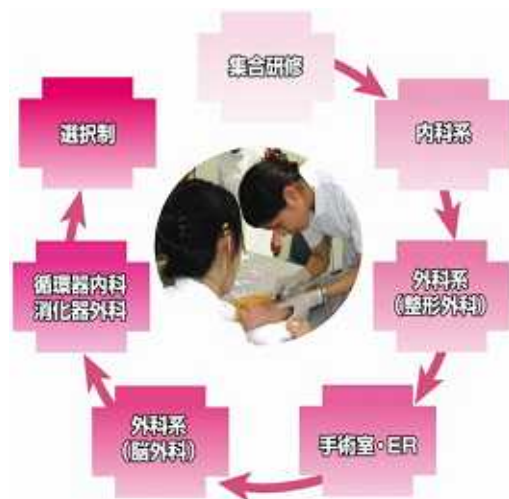 集合研修
内科系
外科系
(整形外科)
手術室・ER
外科系
(脳外科)
循環器内科
消化器外科
選択制